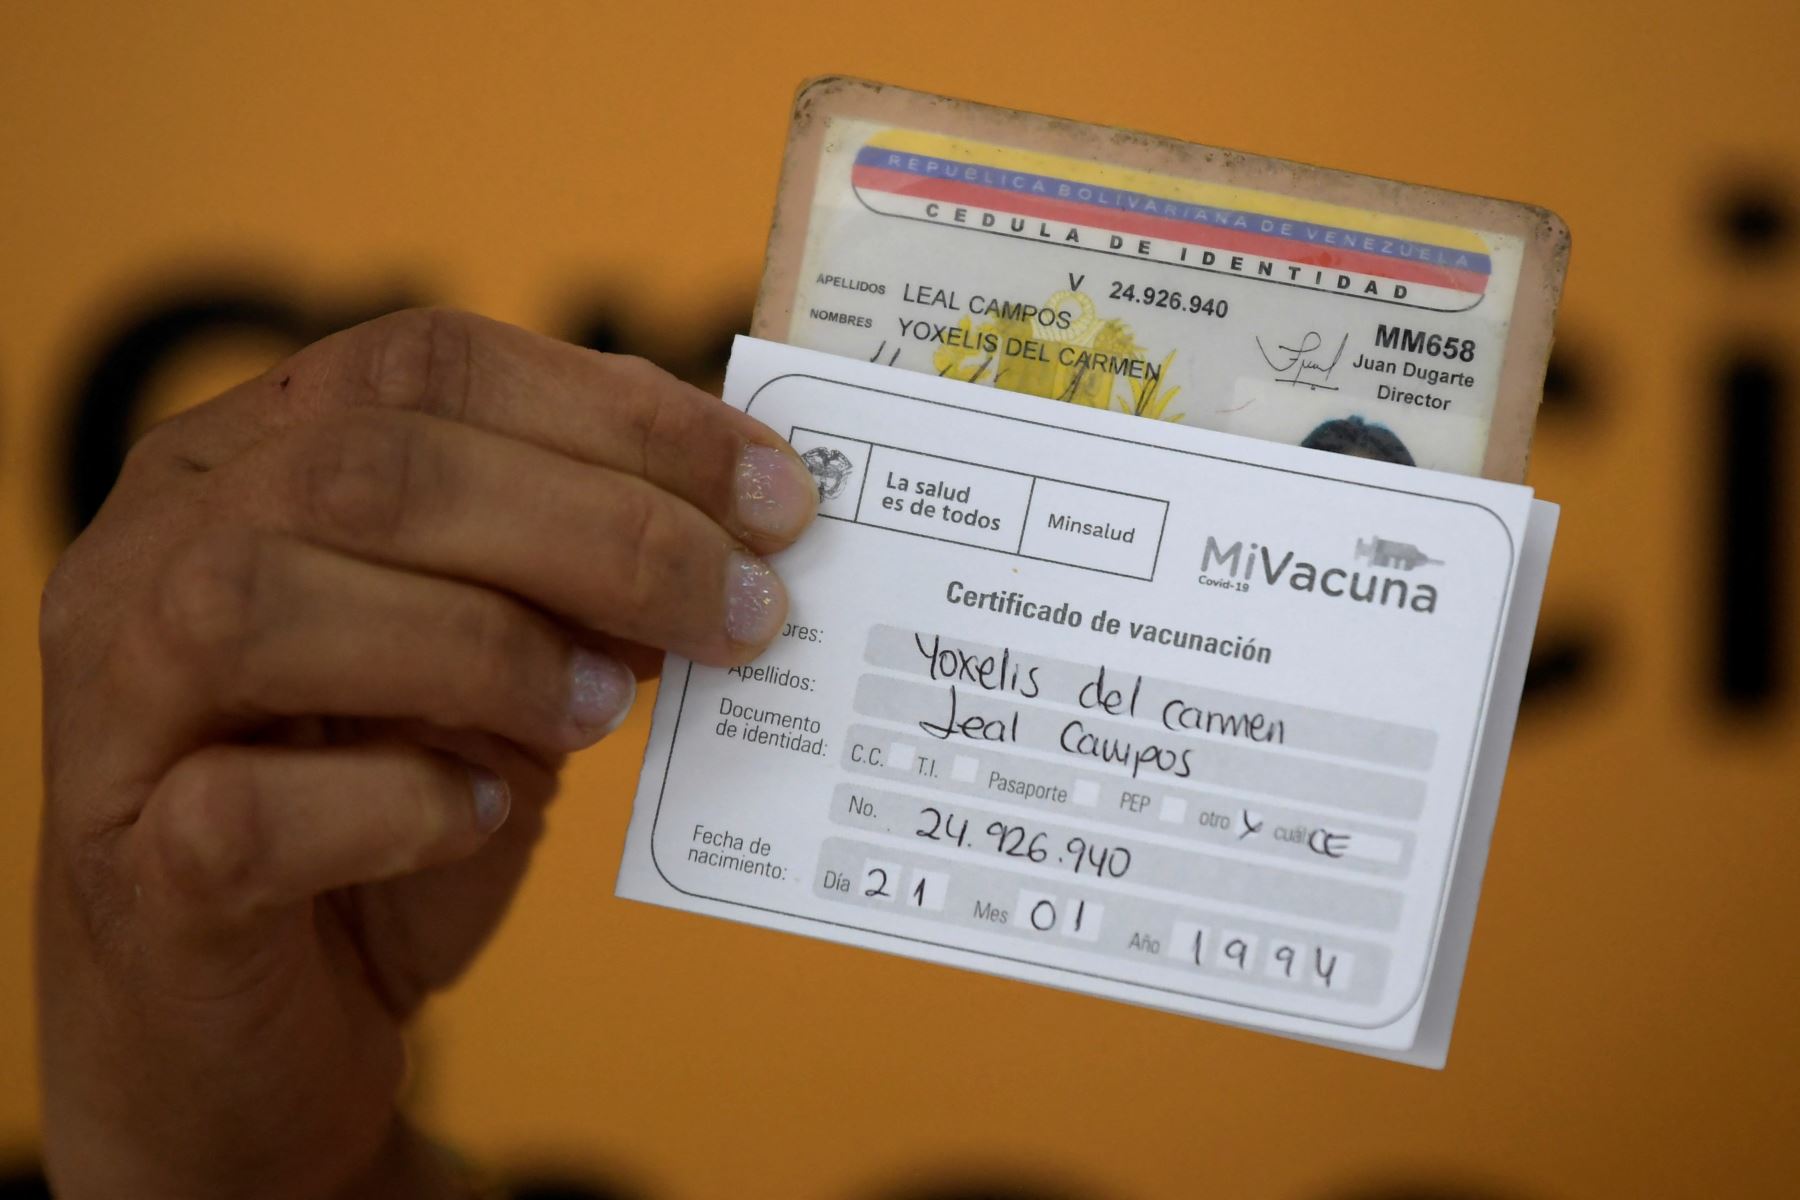 REPUBLICA BOLIVARIANA DE VENEZUELA
CEDULA DE IDENTIDAD
V 24.926.940
APELLIDOS LEAL CAMPOS
NOMBRES YOXELIS DEL CARMEN
MM658
Juan Dugarte
Director
La salud
es de todos
Minsalud
MiVacuna
Covid-19
Certificado de vacunación
Yoxelis del carmen
Apellidos: Leal Campos
Documento
de identidad:
C.C. T.I. Pasaporte PEP otro X cuál CE
No. 24.926.940
Fecha de
nacimiento:
Día 21 Mes 01 Año 1994